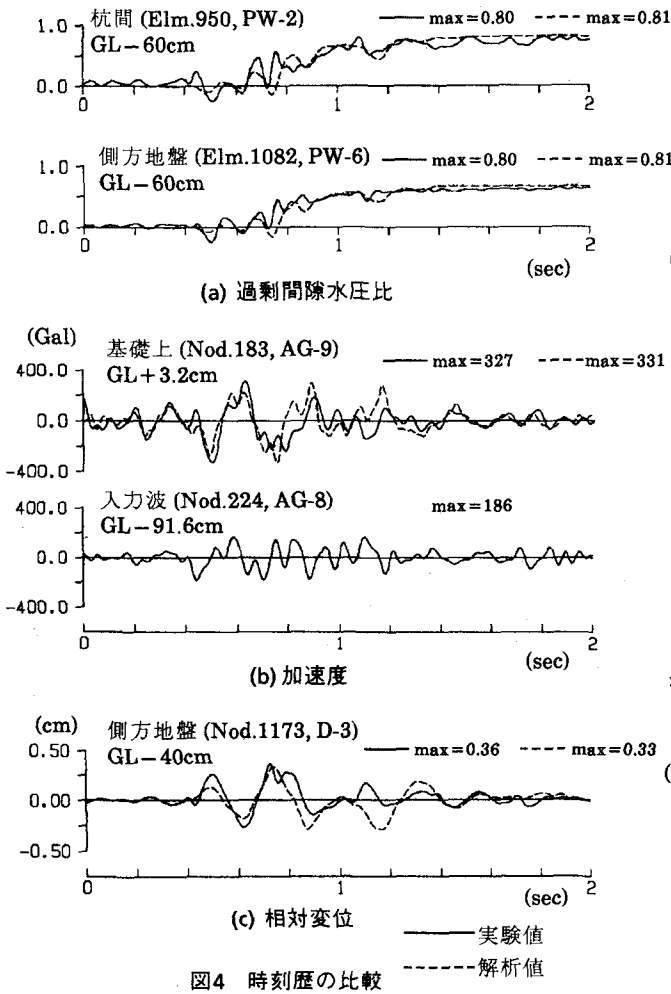 杭間 (Elm.950, PW-2) max=0.80 max=0.81
GL−60cm
1.0
0.0
0 1 2
側方地盤 (Elm.1082, PW-6) max=0.80 max=0.81
GL−60cm
1.0
0.0
0 1 2
(sec)
(a) 過剰間隙水圧比
(Gal)
基礎上 (Nod.183, AG-9) max=327 max=331
GL+3.2cm
400.0
0.0
-400.0
入力波 (Nod.224, AG-8) max=186
GL−91.6cm
400.0
0.0
-400.0
0 1 2
(sec)
(b) 加速度
(cm)
側方地盤 (Nod.1173, D-3) max=0.36 max=0.33
GL−40cm
0.50
0.00
-0.50
0 1 2
(sec)
(c) 相対変位
実験値
解析値
図4 時刻歴の比較